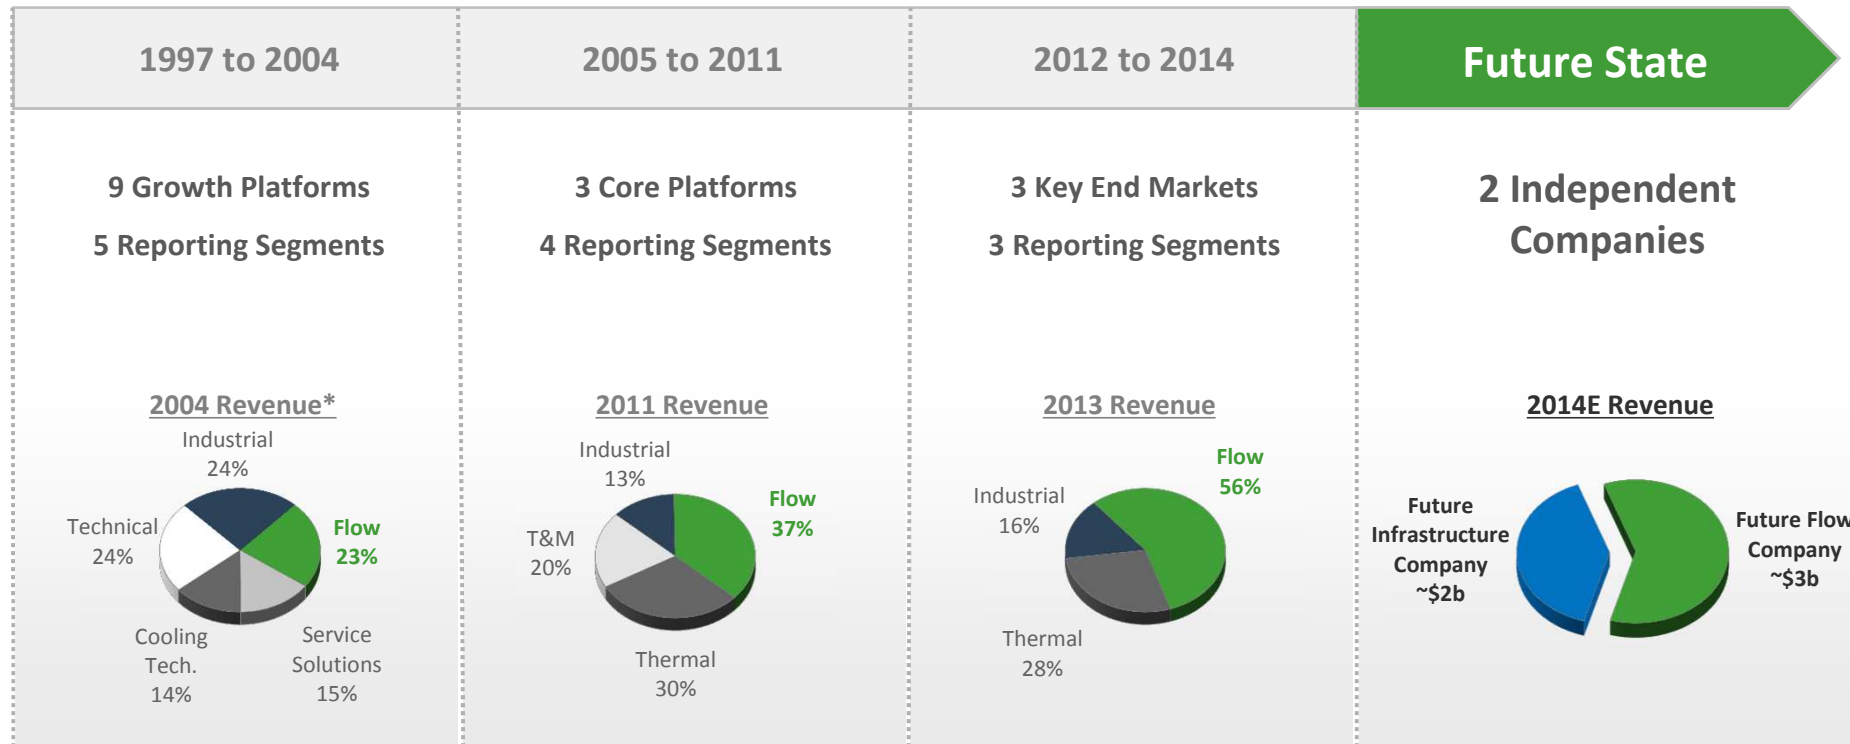 1997 to 2004
2005 to 2011
2012 to 2014
Future State
9 Growth Platforms
5 Reporting Segments
3 Core Platforms
4 Reporting Segments
3 Key End Markets
3 Reporting Segments
2 Independent
Companies
2004 Revenue*
Industrial
24%
Technical
24%
Flow
23%
Cooling
Tech.
14%
Service
Solutions
15%
2011 Revenue
Industrial
13%
Flow
37%
T&M
20%
Thermal
30%
2013 Revenue
Flow
56%
Industrial
16%
Thermal
28%
2014E Revenue
Future
Infrastructure
Company
~$2b
Future Flow
Company
~$3b